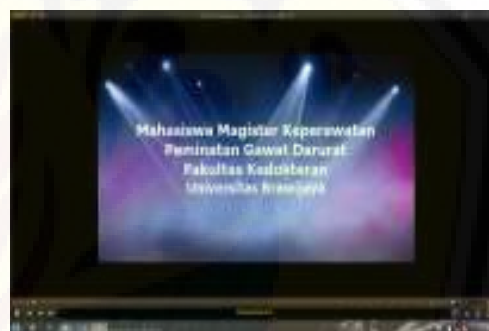 Mahasiswa Magister Keperawatan
Peminatan Gawat Darurat
Fakultas Kedokteran
Universitas Brawijaya